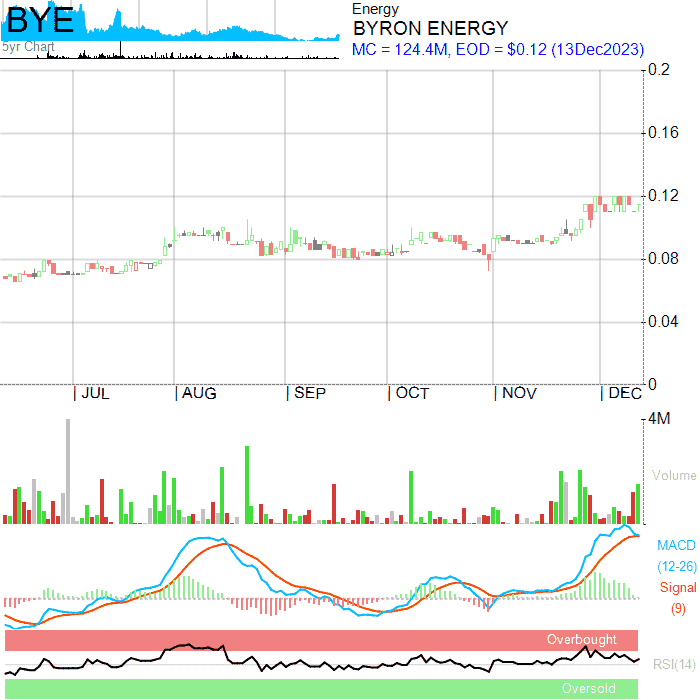 BYE
5yr Chart
Energy
BYRON ENERGY
MC = 124.4M, EOD = $0.12 (13Dec2023)
0.2
0.16
0.12
0.08
0.04
0
| JUL | AUG | SEP | OCT | NOV | DEC
4M
Volume
MACD
(12-26)
Signal
(9)
Overbought
RSI(14)
Oversold